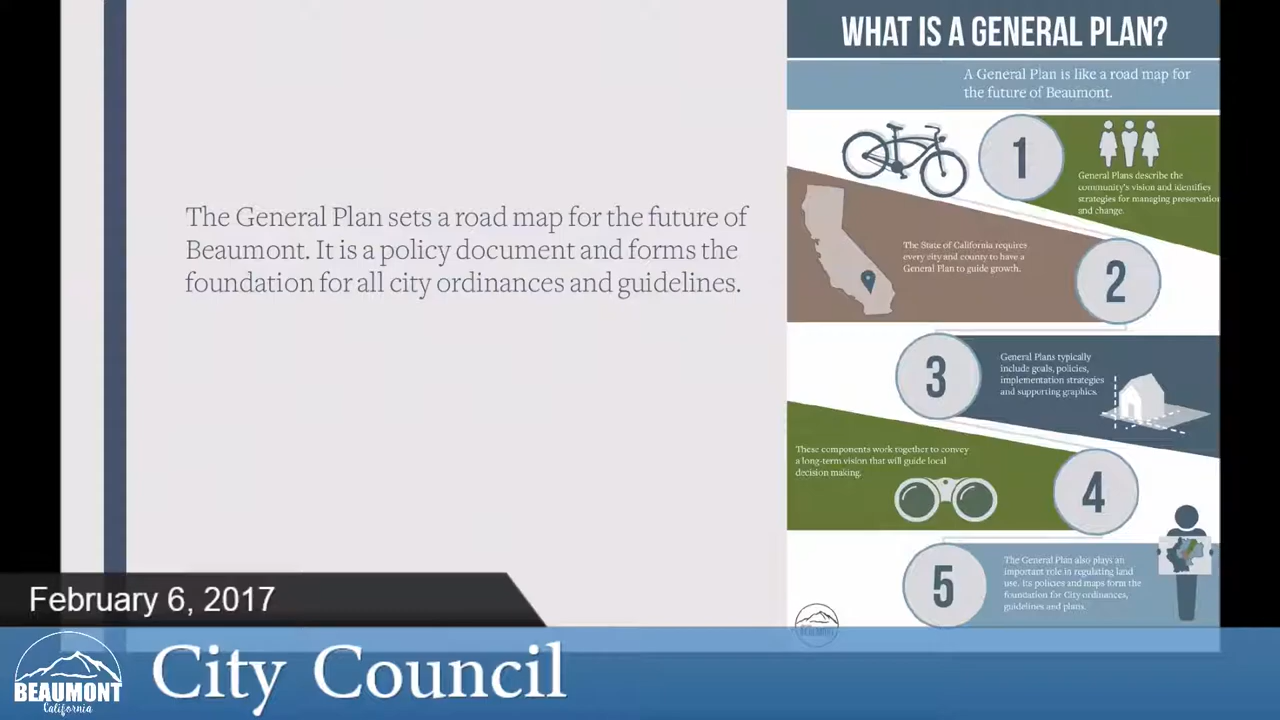 The General Plan sets a road map for the future of
Beaumont. It is a policy document and forms the
foundation for all city ordinances and guidelines.
WHAT IS A GENERAL PLAN?
A General Plan is like a road map for
the future of Beaumont.
1
General Plans describe the
community's vision and identifies
strategies for managing preservation
and change.
The State of California requires
every city and county to have a
General Plan to guide growth.
2
3
General Plans typically
include goals, policies,
implementation strategies
and supporting graphics.
These components work together to convey
a long-term vision that will guide local
decision making.
4
5
The General Plan also plays an
important role in regulating land
use. Its policies and maps form the
foundation for City ordinances,
guidelines and plans.
February 6, 2017
BEAUMONT
California
City Council